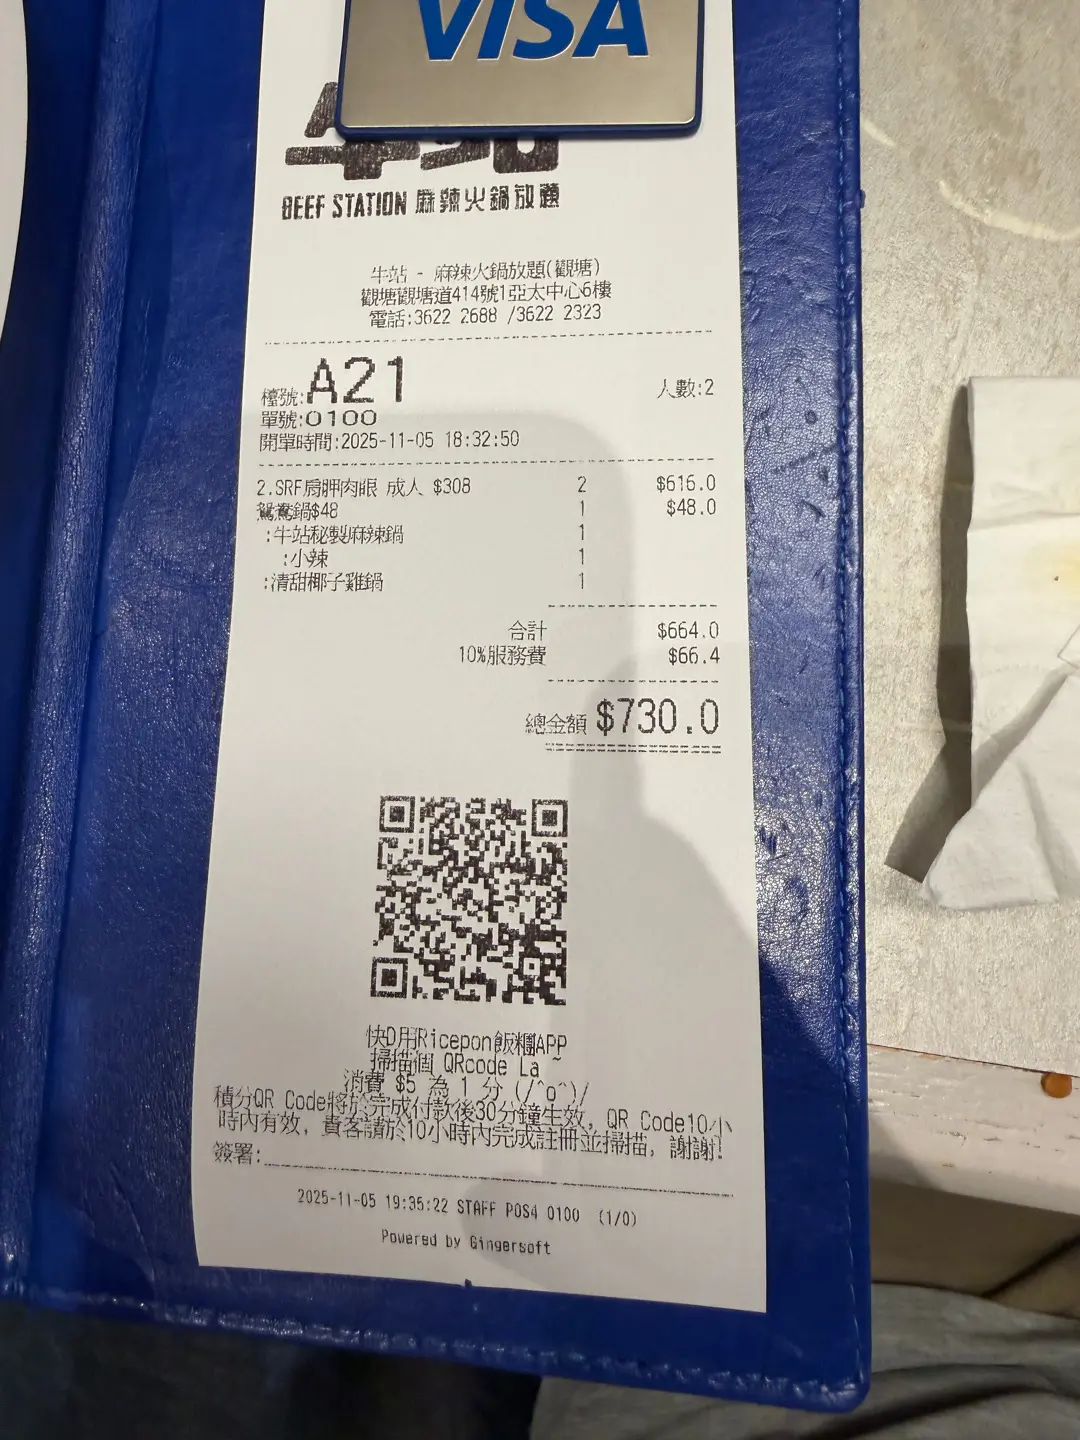 VISA
牛站
BEEF STATION 麻辣火鍋放題
牛站 - 麻辣火鍋放題(觀塘)
觀塘觀塘道414號1亞太中心6樓
電話:3622 2688 /3622 2323
檯號:A21 人數:2
單號:0100
開單時間:2025-11-05 18:32:50
2.SRF肩胛肉眼 成人 $308 2 $616.0
鴛鴦鍋$48 1 $48.0
:牛站秘製麻辣鍋 1
:小辣 1
:清甜椰子雞鍋 1
合計 $664.0
10%服務費 $66.4
總金額 $730.0
快D用Ricepon飯糰APP
掃描個 QRcode La ~
消費 $5 為 1 分 (/^o^)/
積分QR Code將於完成付款後30分鐘生效, QR Code10小
時內有效, 貴客請於10小時內完成註冊並掃描, 謝謝!
簽署:
2025-11-05 19:35:22 STAFF POS4 0100 (1/0)
Powered by Gingersoft